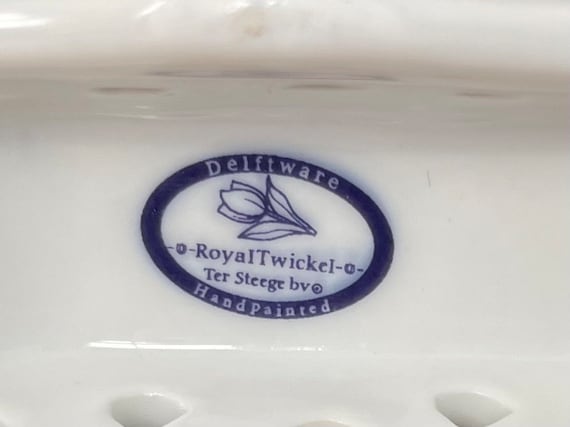 Delftware
-o-RoyalTwickel-o-
Ter Steege bv©
Handpainted